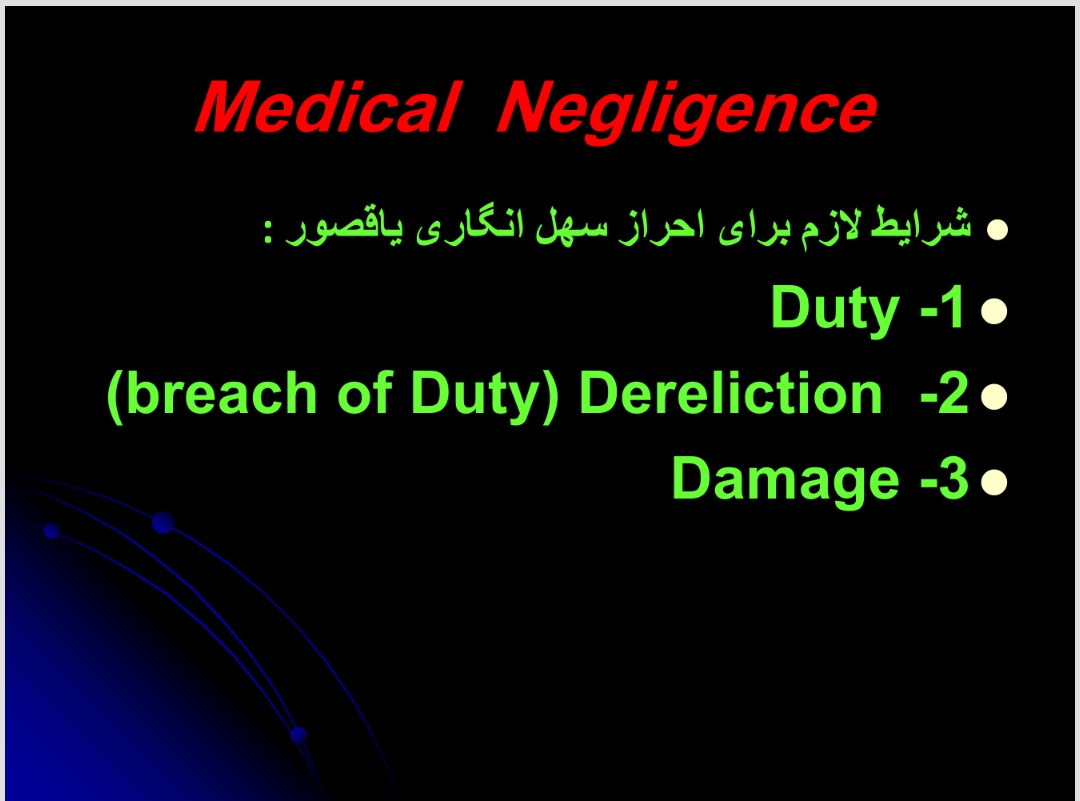 Medical Negligence
شرایط لازم برای احراز سهل انگاری یاقصور :
1- Duty
2- Dereliction (breach of Duty)
3- Damage